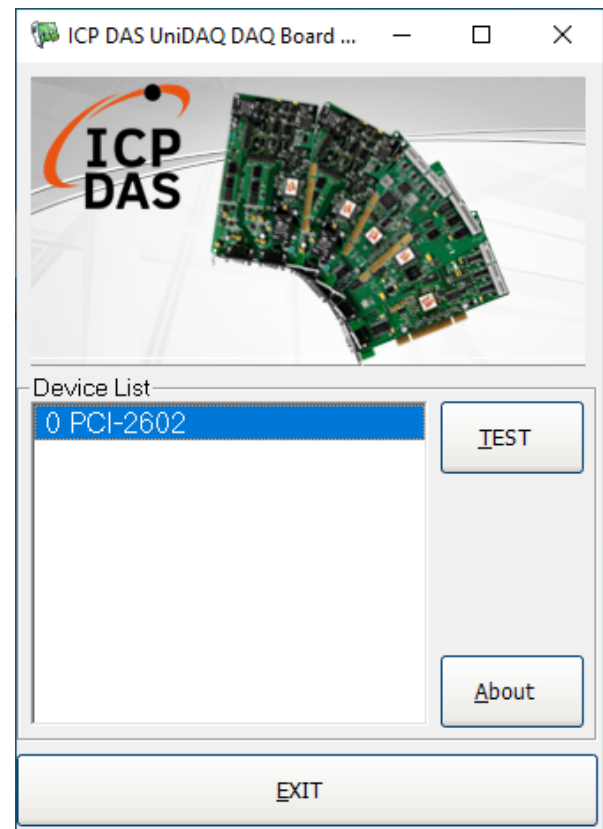 ICP DAS UniDAQ DAQ Board ...
ICP
DAS
Device List
0 PCI-2602
TEST
About
EXIT